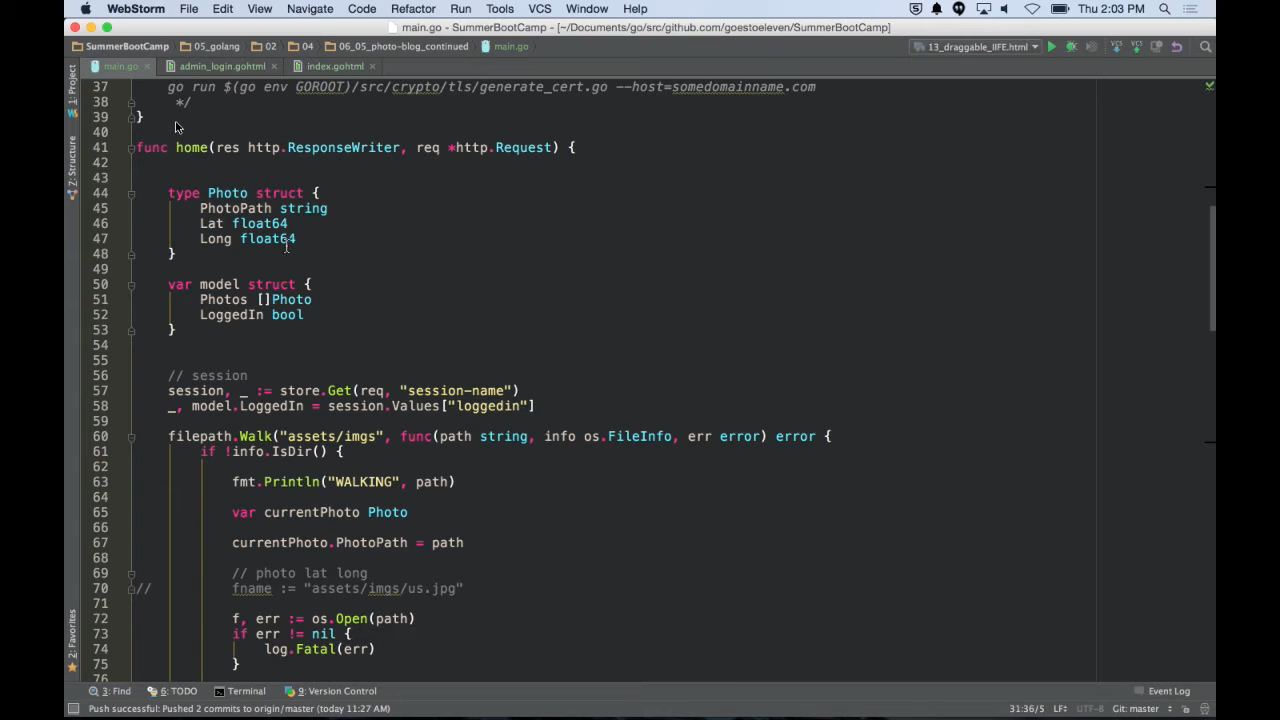 WebStorm File Edit View Navigate Code Refactor Run Tools VCS Window Help Thu 2:03 PM
main.go - SummerBootCamp - [~/Documents/go/src/github.com/goestoeleven/SummerBootCamp]
SummerBootCamp 05_golang 02 04 06_05_photo-blog_continued main.go 13_draggable_IIFE.html VCS VCS
main.go admin_login.gohtml index.gohtml
1: Project
7: Structure
2: Favorites
37 go run $(go env GOROOT)/src/crypto/tls/generate_cert.go --host=somedomainname.com
38 */
39 }
40
41 func home(res http.ResponseWriter, req *http.Request) {
42
43
44 type Photo struct {
45 PhotoPath string
46 Lat float64
47 Long float64
48 }
49
50 var model struct {
51 Photos []Photo
52 LoggedIn bool
53 }
54
55
56 // session
57 session, _ := store.Get(req, "session-name")
58 _, model.LoggedIn = session.Values["loggedin"]
59
60 filepath.Walk("assets/imgs", func(path string, info os.FileInfo, err error) error {
61 if !info.IsDir() {
62
63 fmt.Println("WALKING", path)
64
65 var currentPhoto Photo
66
67 currentPhoto.PhotoPath = path
68
69 // photo lat long
70 // fname := "assets/imgs/us.jpg"
71
72 f, err := os.Open(path)
73 if err != nil {
74 log.Fatal(err)
75 }
76
3: Find 6: TODO Terminal 9: Version Control Event Log
Push successful: Pushed 2 commits to origin/master (today 11:27 AM) 31:36/5 LF UTF-8 Git: master